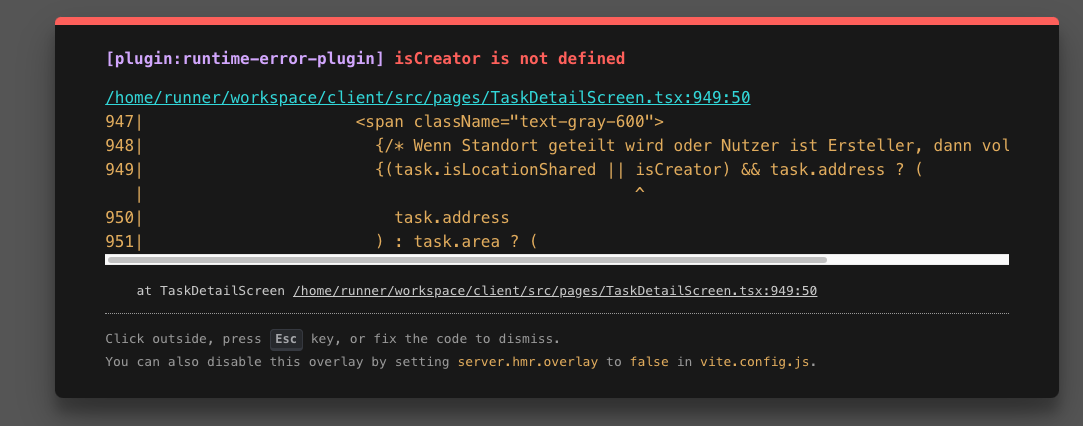 [plugin:runtime-error-plugin] isCreator is not defined
/home/runner/workspace/client/src/pages/TaskDetailScreen.tsx:949:50
947|                      <span className="text-gray-600">
948|                        {/* Wenn Standort geteilt wird oder Nutzer ist Ersteller, dann vol
949|                        {(task.isLocationShared || isCreator) && task.address ? (
   |                                                   ^
950|                          task.address
951|                        ) : task.area ? (
at TaskDetailScreen /home/runner/workspace/client/src/pages/TaskDetailScreen.tsx:949:50
Click outside, press Esc key, or fix the code to dismiss.
You can also disable this overlay by setting server.hmr.overlay to false in vite.config.js.